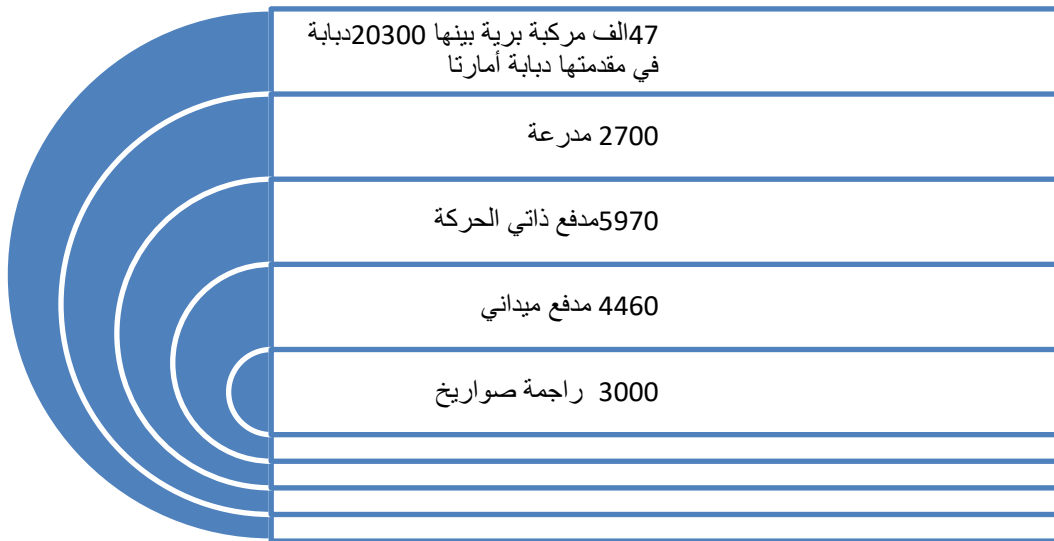 47الف مركبة برية بينها 20300دبابة
في مقدمتها دبابة أمارتا
2700 مدرعة
5970مدفع ذاتي الحركة
4460 مدفع ميداني
3000 راجمة صواريخ